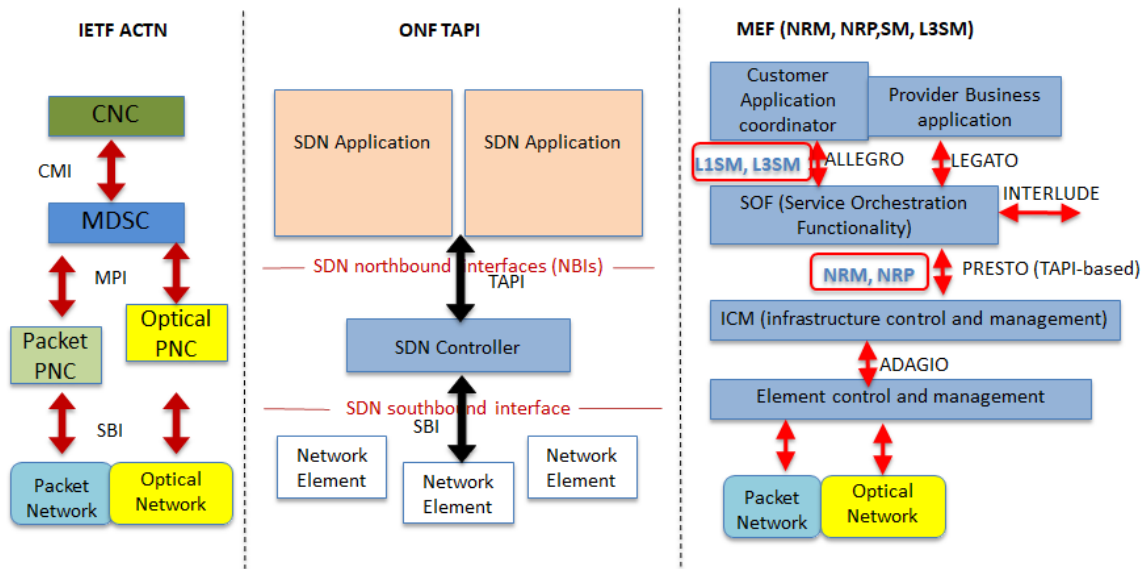 IETF ACTN
CNC
CMI
MDSC
MPI
Optical
PNC
Packet
PNC
SBI
Packet
Network
Optical
Network
ONF TAPI
SDN Application
SDN Application
SDN northbound interfaces (NBIs)
TAPI
SDN Controller
SDN southbound interface
SBI
Network
Element
Network
Element
Network
Element
MEF (NRM, NRP,SM, L3SM)
Customer
Application
coordinator
Provider Business
application
L1SM, L3SM
ALLEGRO
LEGATO
INTERLUDE
SOF (Service Orchestration
Functionality)
NRM, NRP
PRESTO (TAPI-based)
ICM (infrastructure control and management)
ADAGIO
Element control and management
Packet
Network
Optical
Network